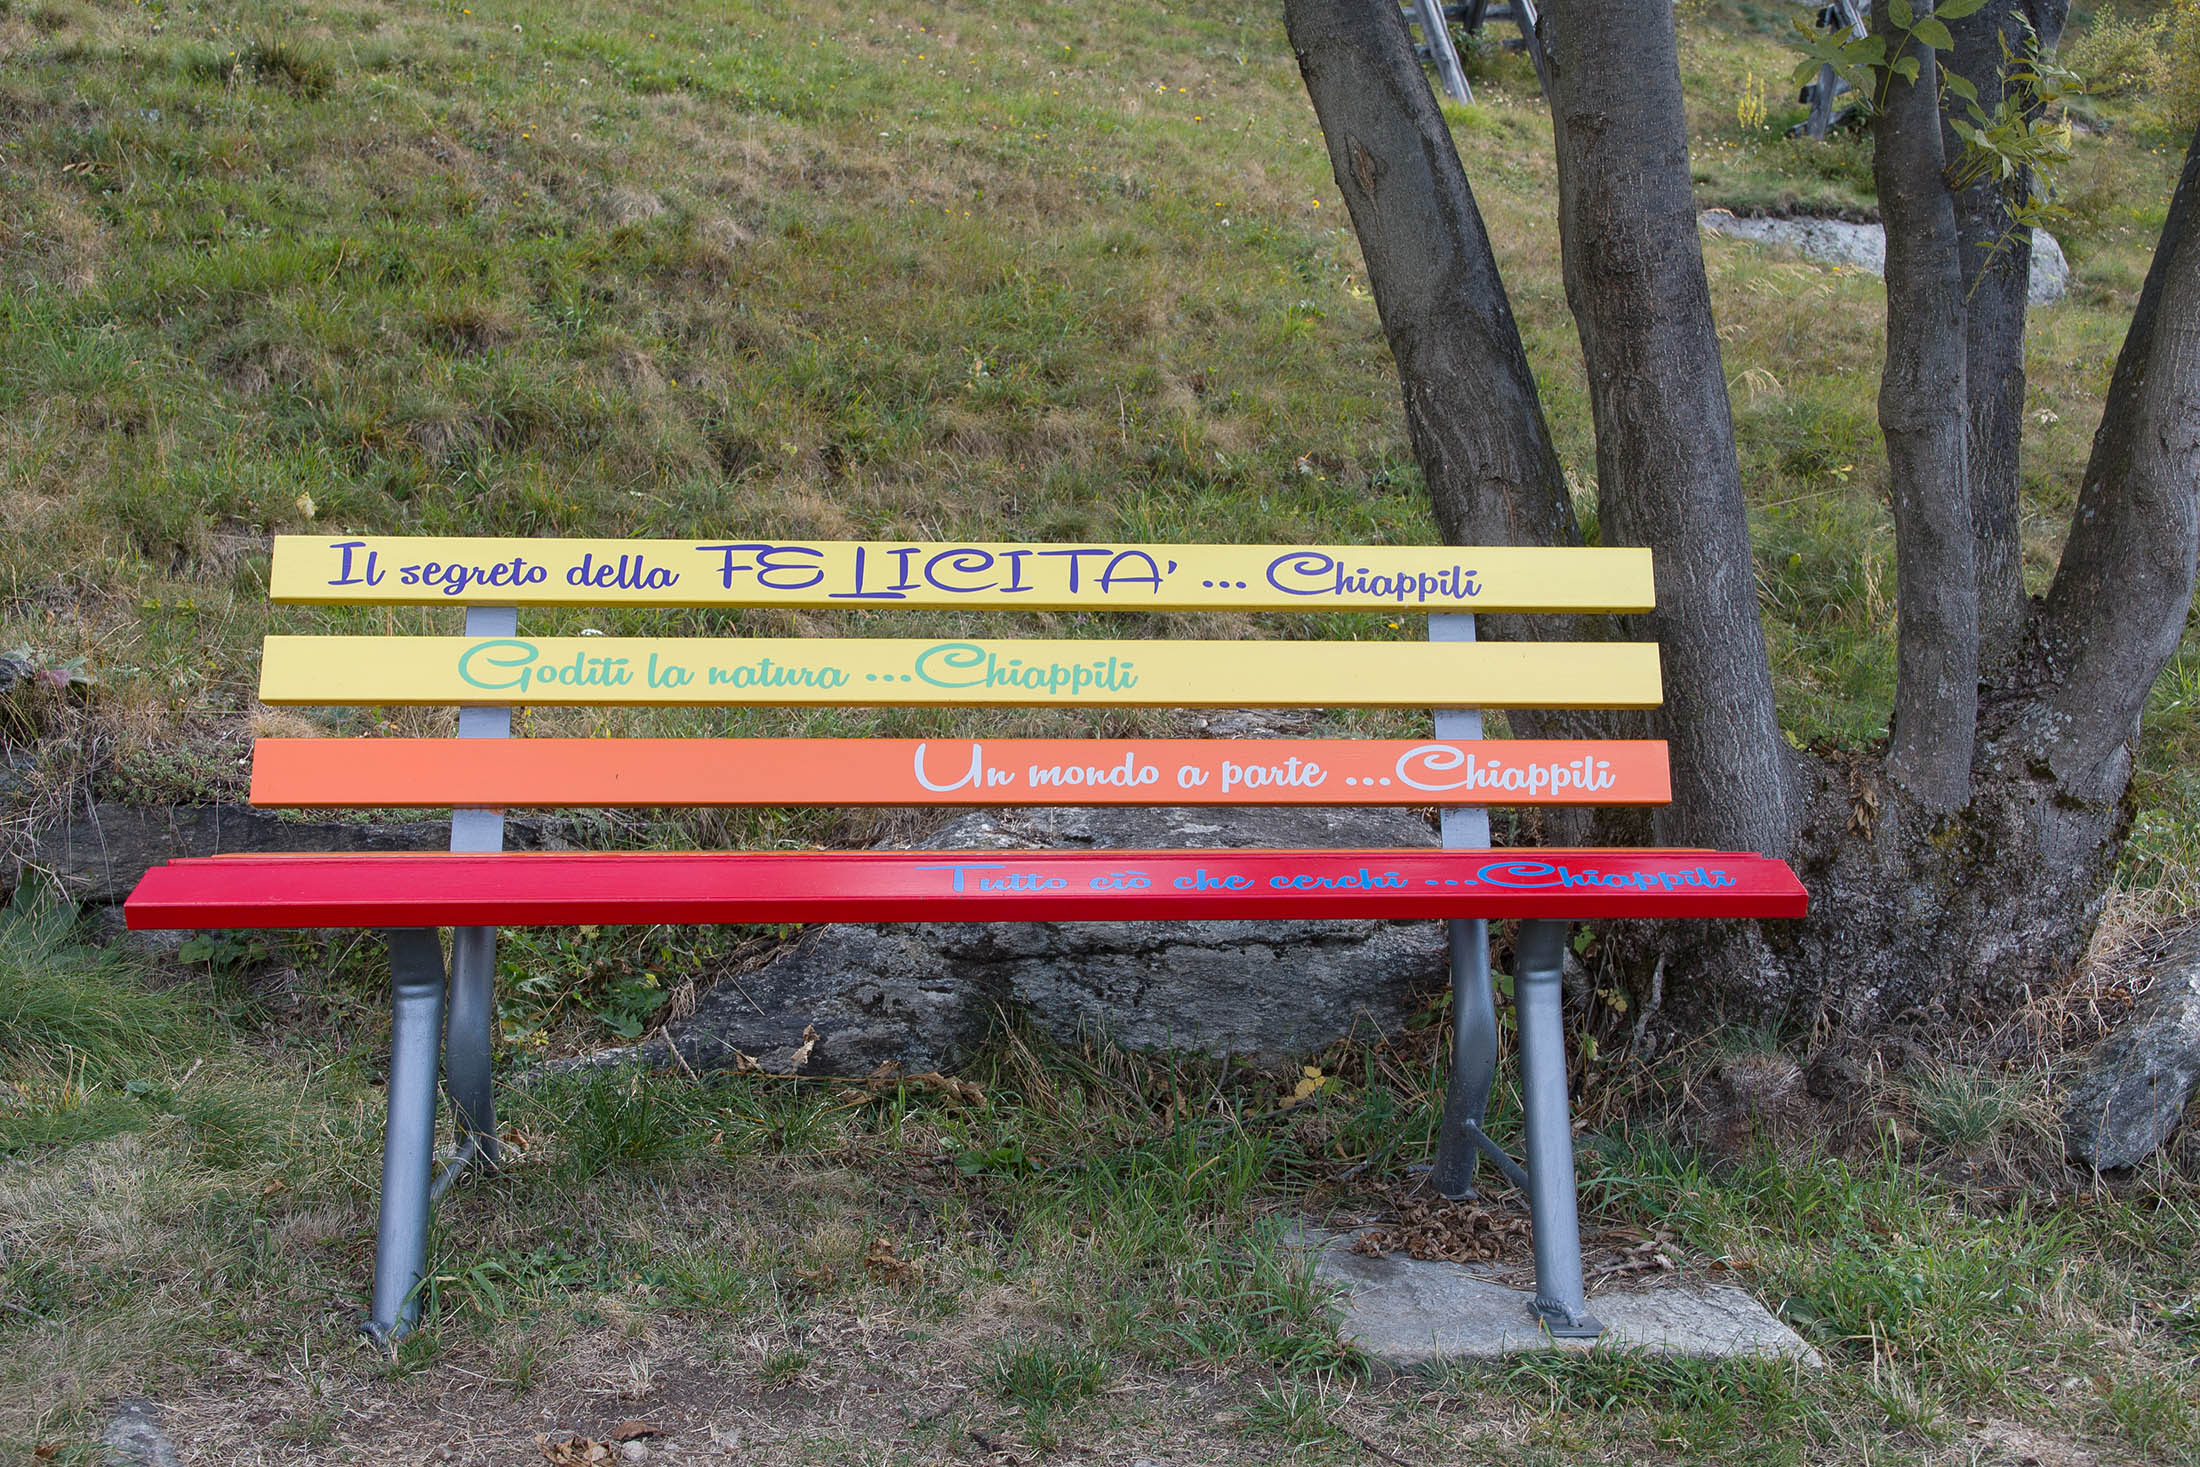 Il segreto della FELICITA' ... Chiappili
Goditi la natura ...Chiappili
Un mondo a parte ...Chiappili
Tutto ciò che cerchi ...Chiappili